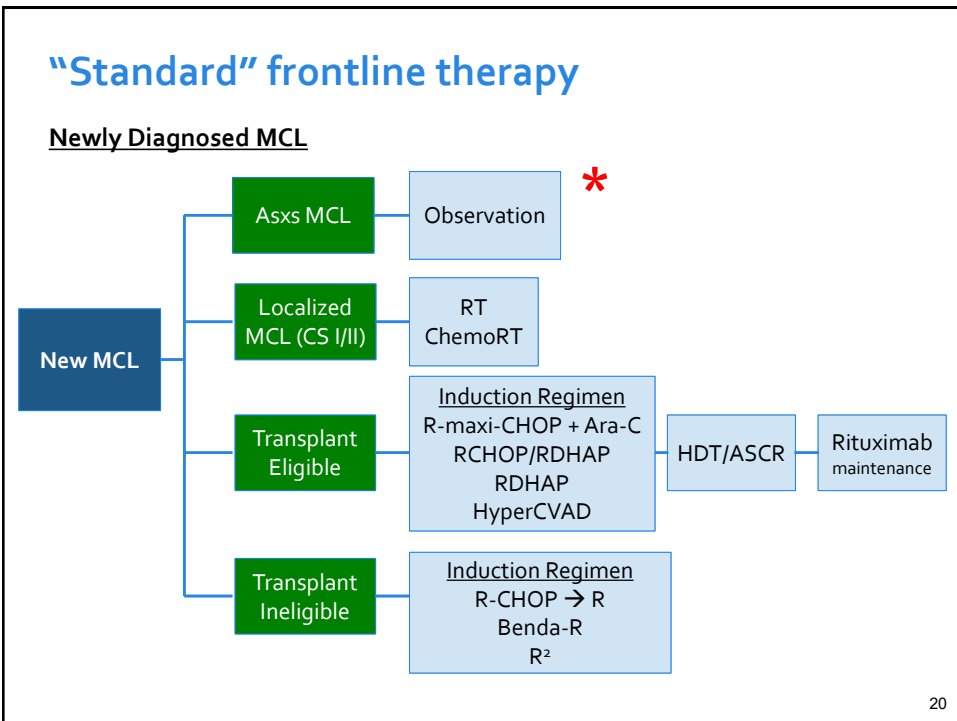 “Standard” frontline therapy
Newly Diagnosed MCL
New MCL
Asxs MCL
Observation
*
Localized
MCL (CS I/II)
RT
ChemoRT
Transplant
Eligible
Induction Regimen
R-maxi-CHOP + Ara-C
RCHOP/RDHAP
RDHAP
HyperCVAD
HDT/ASCR
Rituximab
maintenance
Transplant
Ineligible
Induction Regimen
R-CHOP → R
Benda-R
R²
20